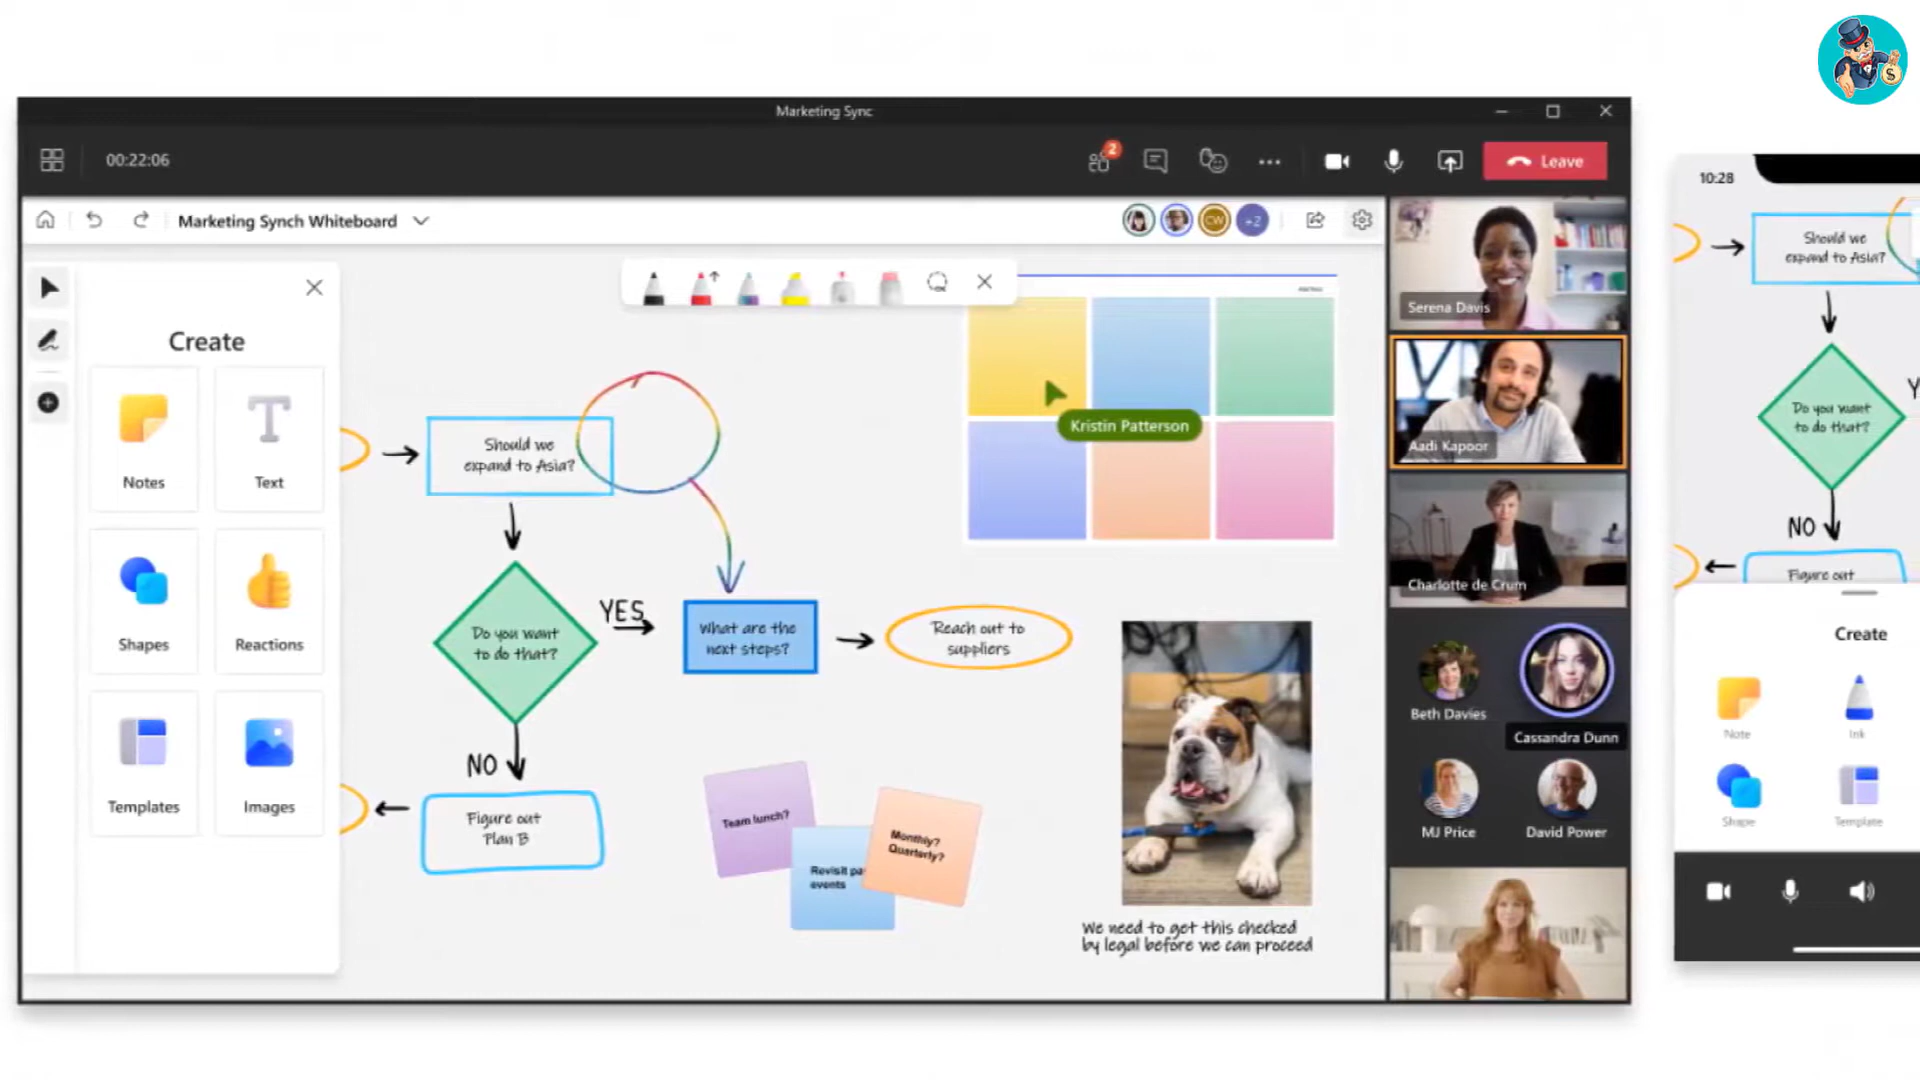 Marketing Sync
00:22:06
2
Leave
Marketing Synch Whiteboard
CW
+2
Create
Notes
Text
Shapes
Reactions
Templates
Images
Should we
expand to Asia?
Do you want
to do that?
YES
NO
What are the
next steps?
Reach out to
suppliers
Figure out
Plan B
Kristin Patterson
Team lunch?
Revisit pa
events
Monthly?
Quarterly?
We need to get this checked
by legal before we can proceed
Serena Davis
Aadi Kapoor
Charlotte de Crum
Beth Davies
Cassandra Dunn
MJ Price
David Power
10:28
Should we
expand to Asia?
Do you want
to do that?
Y
NO
Figure out
Create
Note
Ink
Shape
Template
$